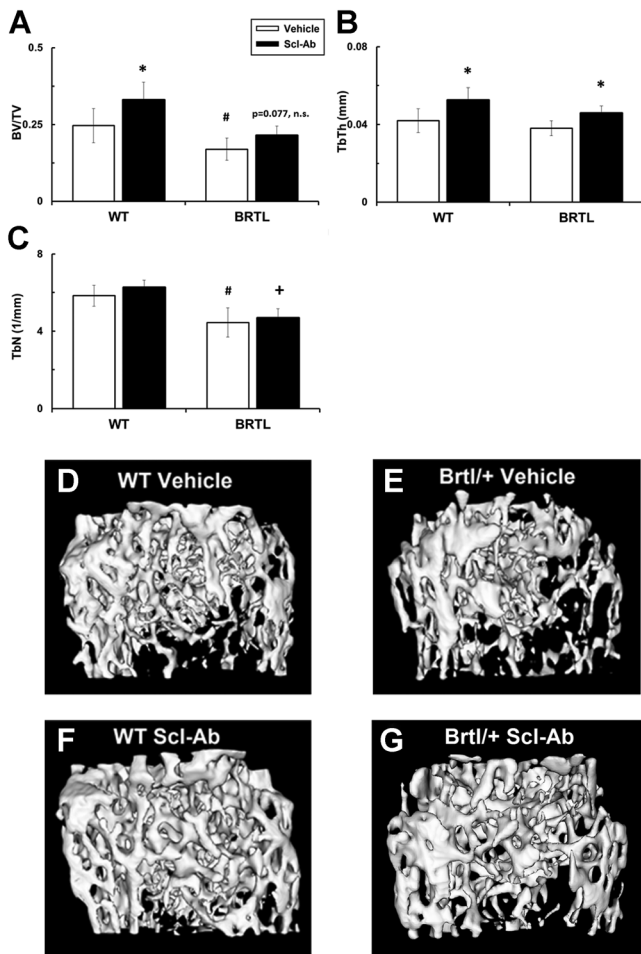 A
BV/TV
0.5
0.25
0
*
#
p=0.077, n.s.
WT
BRTL
Vehicle
Scl-Ab
B
TbTh (mm)
0.08
0.04
0
*
*
WT
BRTL
C
TbN (1/mm)
8
4
0
#
+
WT
BRTL
D
WT Vehicle
E
Brtl/+ Vehicle
F
WT Scl-Ab
G
Brtl/+ Scl-Ab